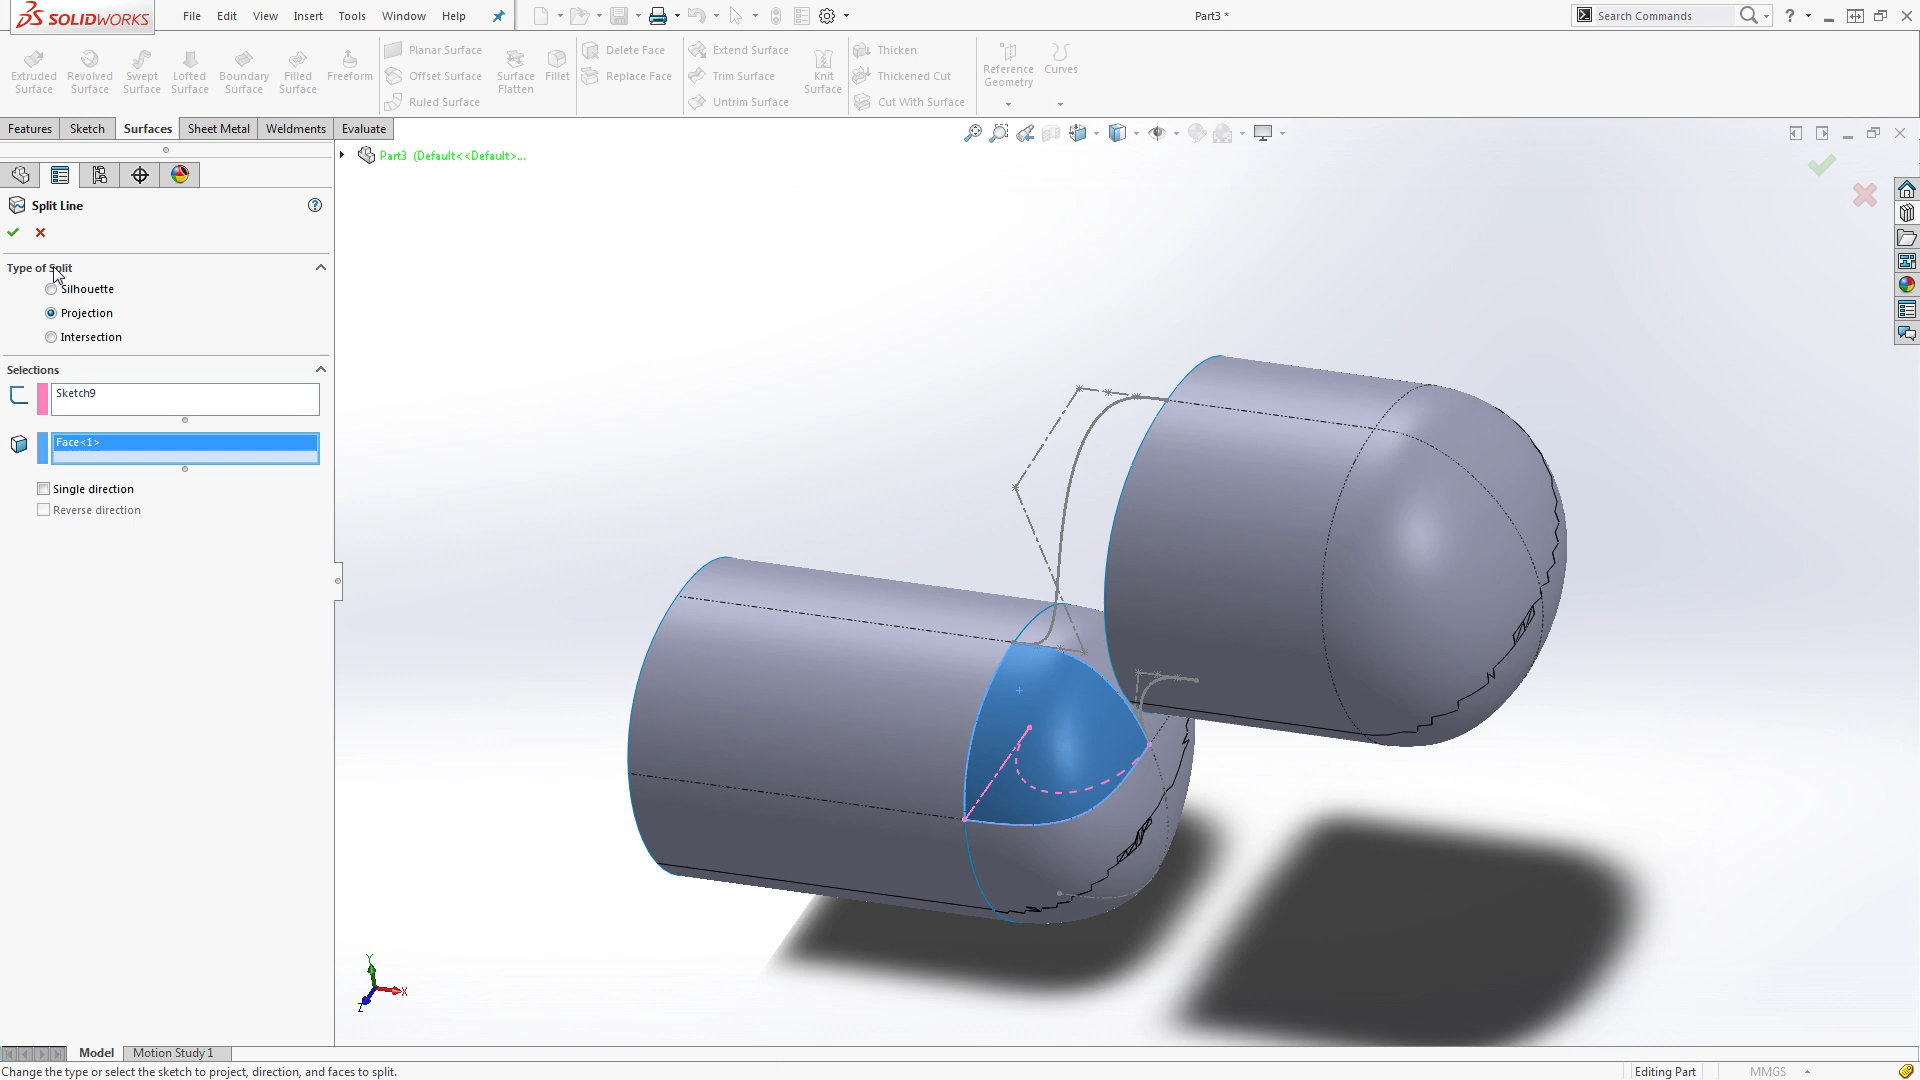 SOLIDWORKS
File Edit View Insert Tools Window Help
Part3 *
Search Commands
Extruded Surface
Revolved Surface
Swept Surface
Lofted Surface
Boundary Surface
Filled Surface
Freeform
Planar Surface
Offset Surface
Ruled Surface
Surface Flatten
Fillet
Delete Face
Replace Face
Extend Surface
Trim Surface
Untrim Surface
Knit Surface
Thicken
Thickened Cut
Cut With Surface
Reference Geometry
Curves
Features Sketch Surfaces Sheet Metal Weldments Evaluate
Part3 (Default<<Default>...
Split Line
Type of Split
Silhouette
Projection
Intersection
Selections
Sketch9
Face<1>
Single direction
Reverse direction
Y
X
Z
Model Motion Study 1
Change the type or select the sketch to project, direction, and faces to split.
Editing Part
MMGS